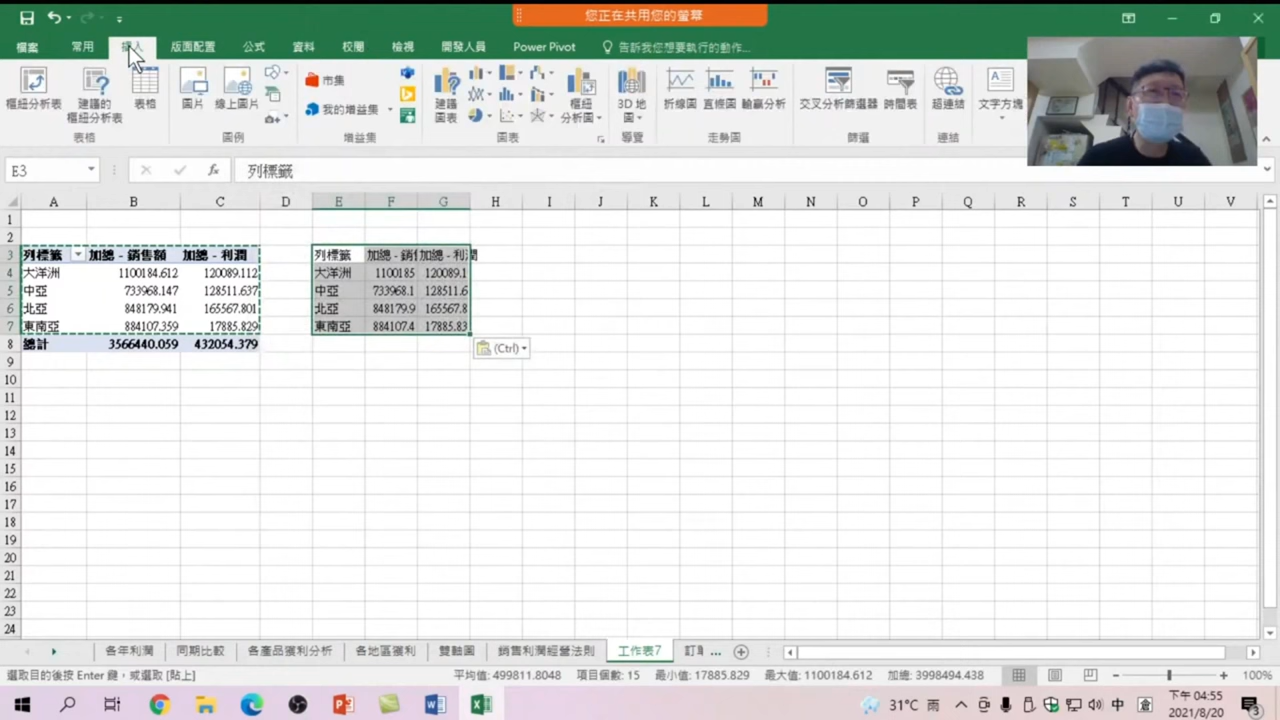 您正在共用您的螢幕
檔案 常用 插入 版面配置 公式 資料 校閱 檢視 開發人員 Power Pivot 告訴我您想要執行的動作...
樞紐分析表 建議的樞紐分析表 表格 圖片 線上圖片 市集 我的增益集 建議圖表 樞紐分析圖 3D 地圖 折線圖 直條圖 輸贏分析 交叉分析篩選器 時間表 超連結 文字方塊
表格 圖例 增益集 圖表 導覽 走勢圖 篩選 連結
E3 fx 列標籤
A B C D E F G H I J K L M N O P Q R S T U V
1
2
3 列標籤 加總 - 銷售額 加總 - 利潤 列標籤 加總 - 銷 加總 - 利潤
4 大洋洲 1100184.612 120089.112 大洋洲 1100185 120089.1
5 中亞 733968.147 128511.637 中亞 733968.1 128511.6
6 北亞 848179.941 165567.801 北亞 848179.9 165567.8
7 東南亞 884107.359 17885.829 東南亞 884107.4 17885.83
8 總計 3566440.059 432054.379
(Ctrl)
9
10
11
12
13
14
15
16
17
18
19
20
21
22
23
24
各年利潤 同期比較 各產品獲利分析 各地區獲利 雙軸圖 銷售利潤經營法則 工作表7 ...
選取目的後按 Enter 鍵，或選取 [貼上] 平均值: 499811.8048 項目個數: 15 最小值: 17885.829 最大值: 1100184.612 加總: 3998494.438 100%
31°C 雨 中 下午 04:55
2021/8/20
3